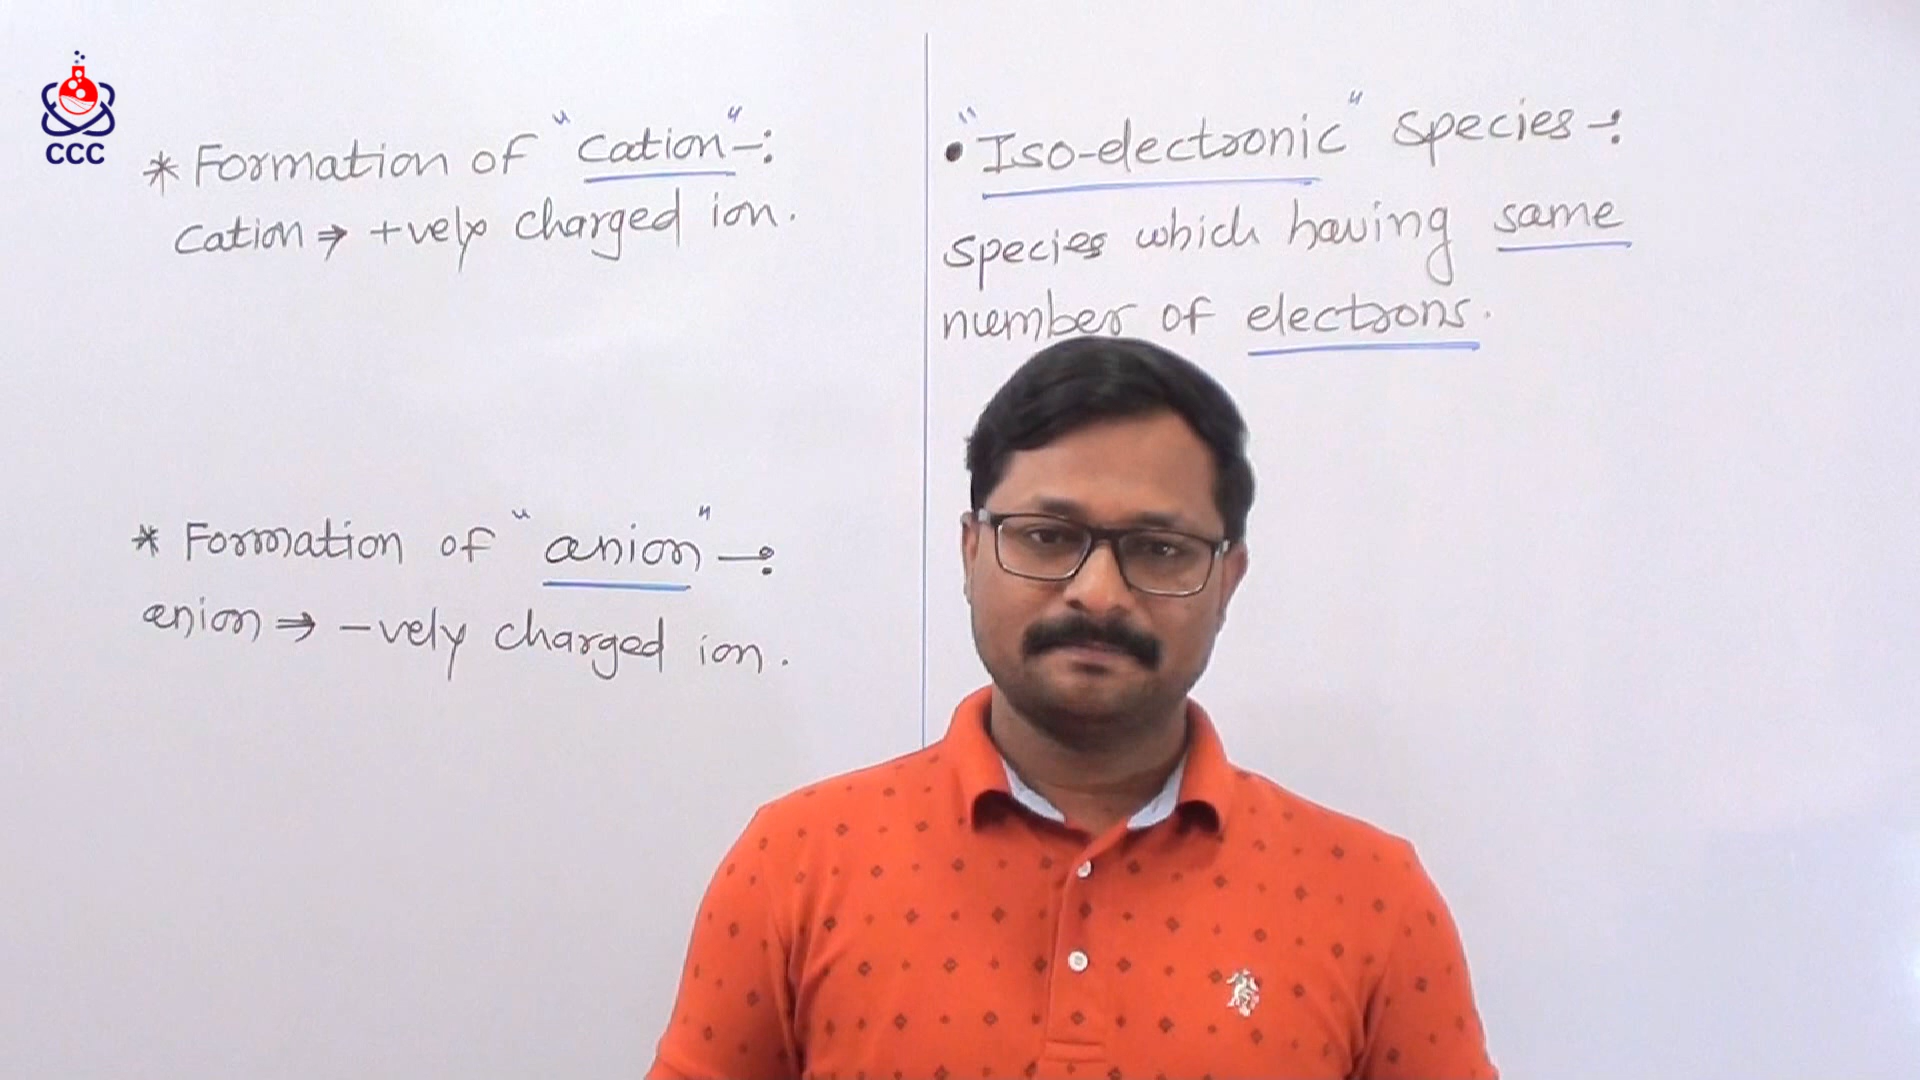 CCC
* Formation of "cation" -:
Cation ⇒ +vely charged ion.
* Formation of "anion" -:
anion ⇒ -vely charged ion.
• "Iso-electronic" species -:
species which having same
number of electrons.